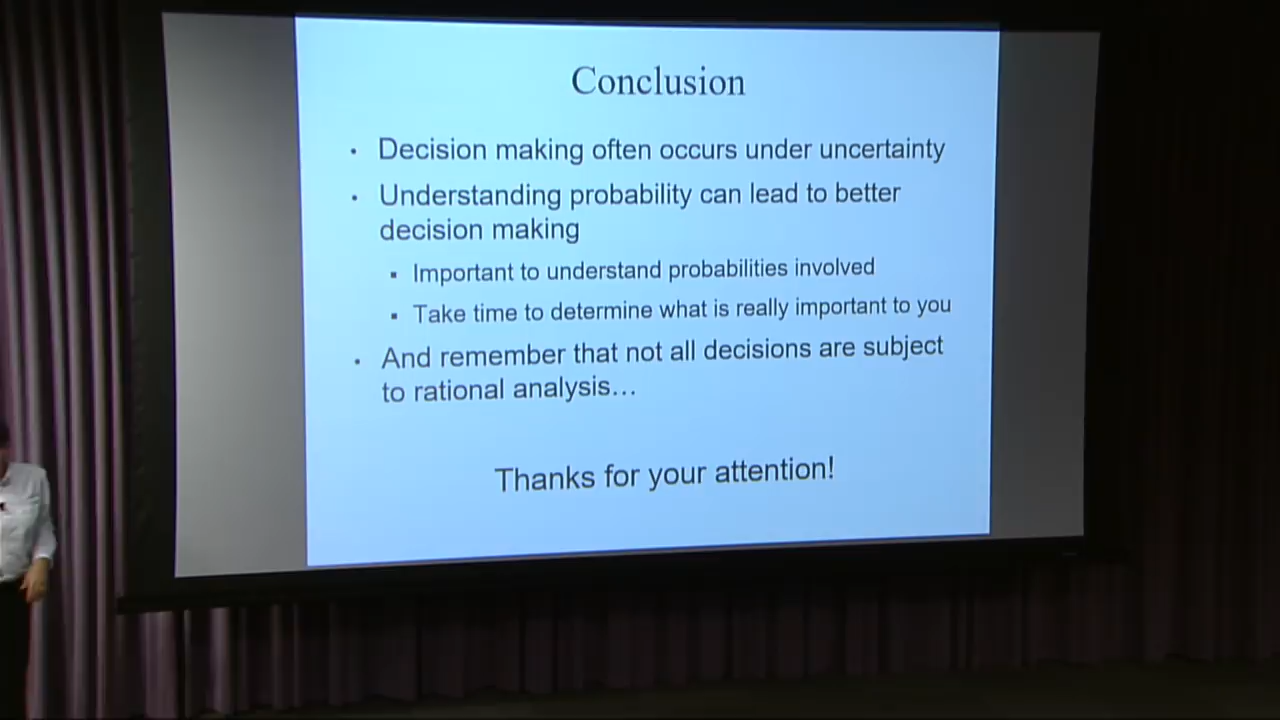 Conclusion
• Decision making often occurs under uncertainty
• Understanding probability can lead to better
decision making
▪ Important to understand probabilities involved
▪ Take time to determine what is really important to you
• And remember that not all decisions are subject
to rational analysis…
Thanks for your attention!